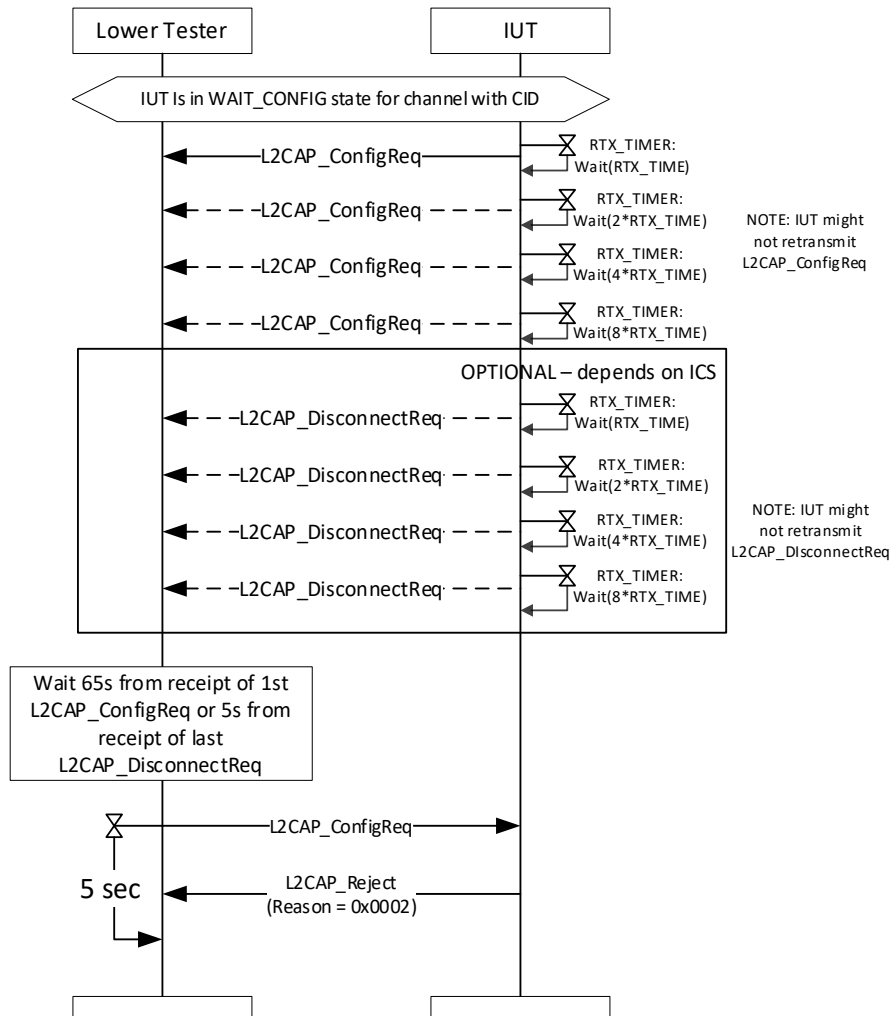 Lower Tester
IUT
IUT Is in WAIT_CONFIG state for channel with CID
L2CAP_ConfigReq
RTX_TIMER:
Wait(RTX_TIME)
L2CAP_ConfigReq
RTX_TIMER:
Wait(2*RTX_TIME)
L2CAP_ConfigReq
RTX_TIMER:
Wait(4*RTX_TIME)
NOTE: IUT might
not retransmit
L2CAP_ConfigReq
L2CAP_ConfigReq
RTX_TIMER:
Wait(8*RTX_TIME)
OPTIONAL – depends on ICS
L2CAP_DisconnectReq
RTX_TIMER:
Wait(RTX_TIME)
L2CAP_DisconnectReq
RTX_TIMER:
Wait(2*RTX_TIME)
L2CAP_DisconnectReq
RTX_TIMER:
Wait(4*RTX_TIME)
NOTE: IUT might
not retransmit
L2CAP_DIsconnectReq
L2CAP_DisconnectReq
RTX_TIMER:
Wait(8*RTX_TIME)
Wait 65s from receipt of 1st
L2CAP_ConfigReq or 5s from
receipt of last
L2CAP_DisconnectReq
L2CAP_ConfigReq
5 sec
L2CAP_Reject
(Reason = 0x0002)